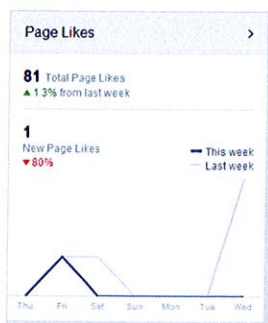 Page Likes >
81 Total Page Likes
▲ 1.3% from last week
1
New Page Likes
▼ 80%
This week
Last week
Thu Fri Sat Sun Mon Tue Wed